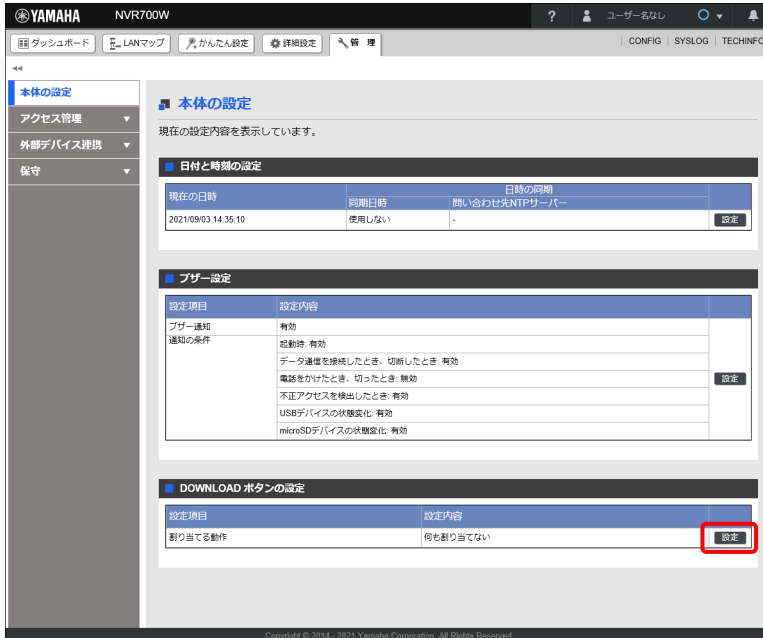 YAMAHA NVR700W ? ユーザー名なし
ダッシュボード LANマップ かんたん設定 詳細設定 管 理 CONFIG SYSLOG TECHINFO
本体の設定
アクセス管理
外部デバイス連携
保守
本体の設定
現在の設定内容を表示しています。
日付と時刻の設定
現在の日時 日時の同期
同期日時 問い合わせ先NTPサーバー
2021/09/03 14:35:10 使用しない - 設定
ブザー設定
設定項目 設定内容
ブザー通知 有効
通知の条件 起動時: 有効
データ通信を接続したとき、切断したとき: 有効
電話をかけたとき、切ったとき: 無効 設定
不正アクセスを検出したとき: 有効
USBデバイスの状態変化: 有効
microSDデバイスの状態変化: 有効
DOWNLOAD ボタンの設定
設定項目 設定内容
割り当てる動作 何も割り当てない 設定
Copyright © 2014 - 2021 Yamaha Corporation. All Rights Reserved.